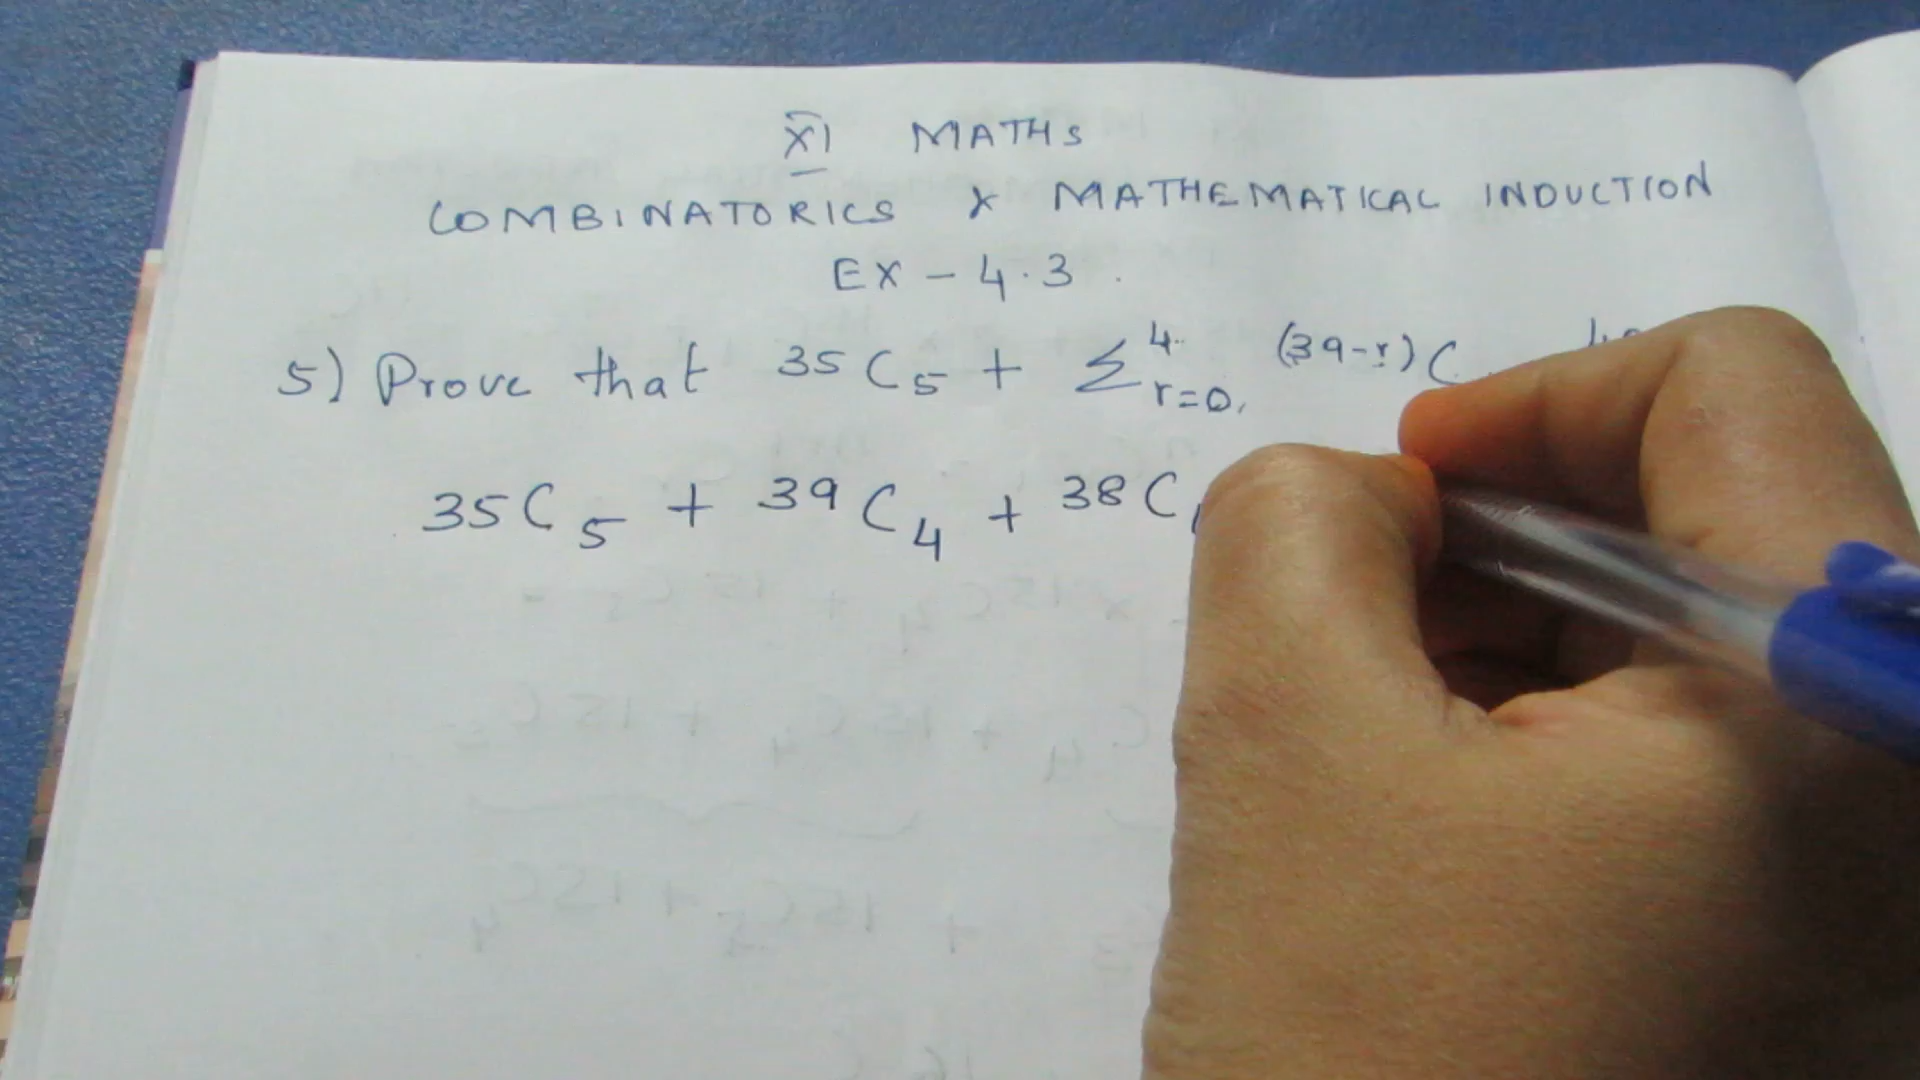 XI MATHS
COMBINATORICS & MATHEMATICAL INDUCTION
EX - 4.3.
5) Prove that 35C5 + Σ⁴r=0 (39-r)C
35C5 + 39C4 + 38C